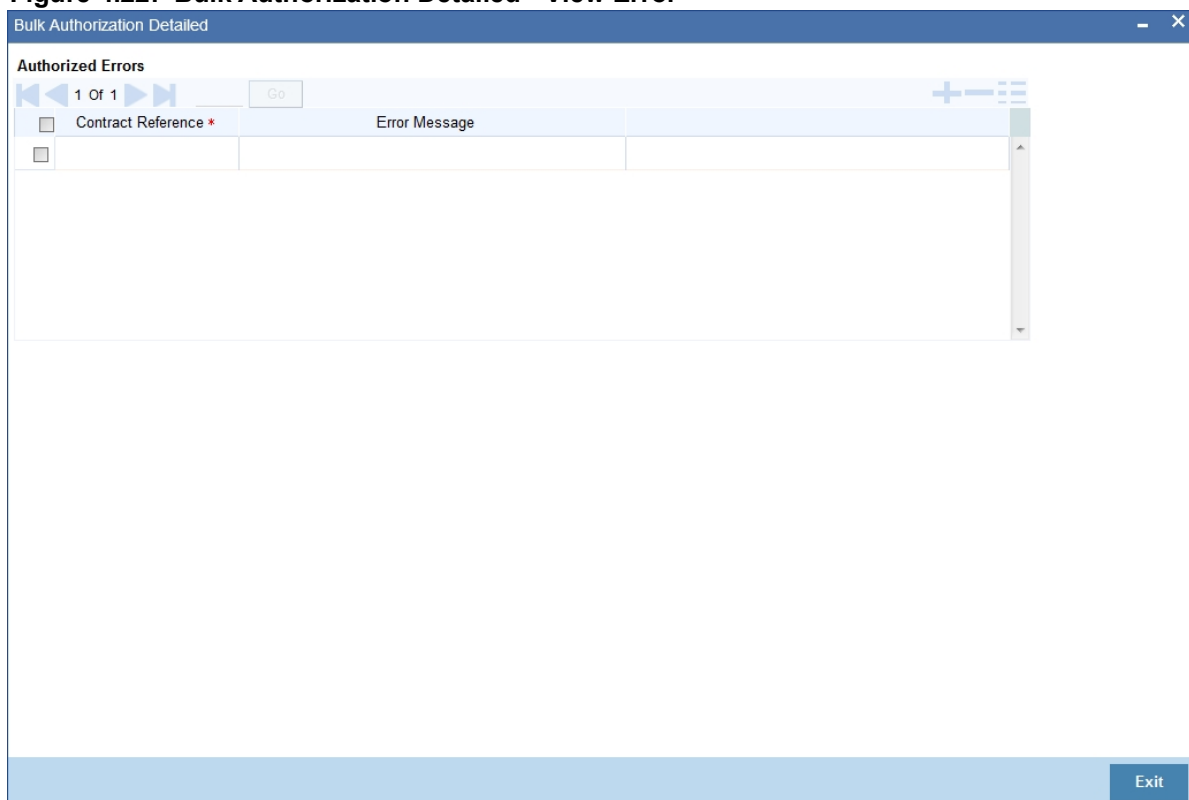 Figure 4.22: Bulk Authorization Detailed - View Error
Bulk Authorization Detailed
Authorized Errors
1 Of 1
Go
Contract Reference * Error Message
Exit